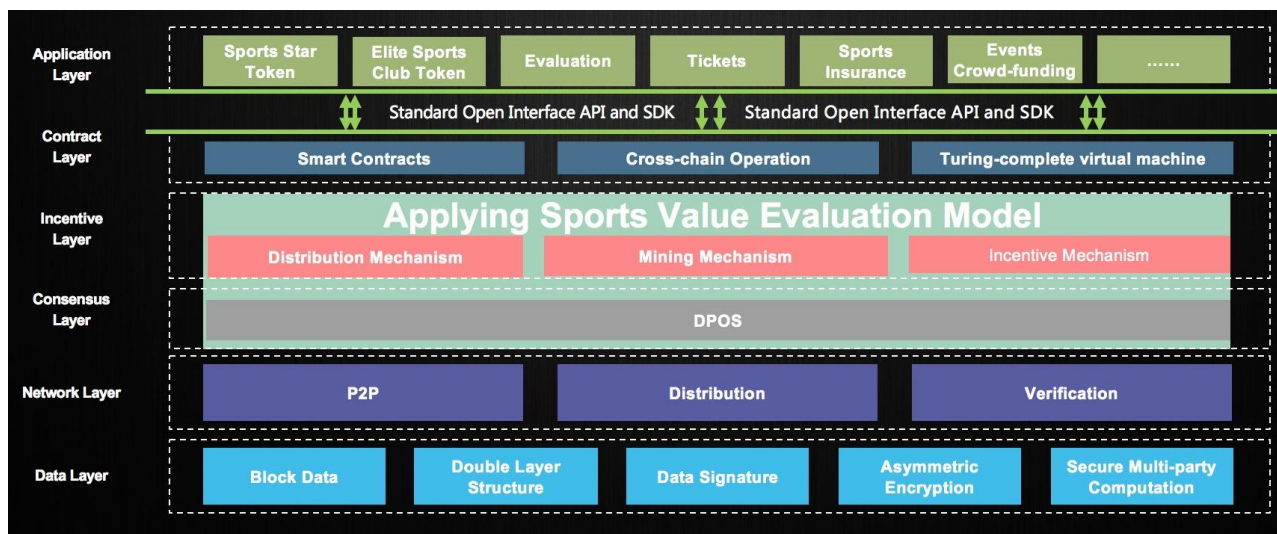 Application
Layer
Sports Star
Token
Elite Sports
Club Token
Evaluation
Tickets
Sports
Insurance
Events
Crowd-funding
......
Standard Open Interface API and SDK
Standard Open Interface API and SDK
Contract
Layer
Smart Contracts
Cross-chain Operation
Turing-complete virtual machine
Incentive
Layer
Applying Sports Value Evaluation Model
Distribution Mechanism
Mining Mechanism
Incentive Mechanism
Consensus
Layer
DPOS
Network Layer
P2P
Distribution
Verification
Data Layer
Block Data
Double Layer
Structure
Data Signature
Asymmetric
Encryption
Secure Multi-party
Computation